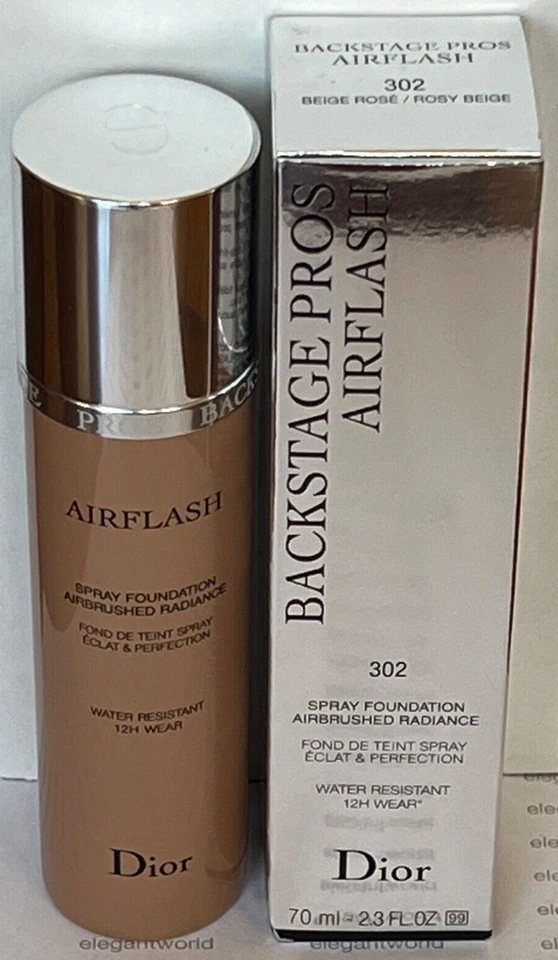 BACKSTAGE PROS
AIRFLASH
302
BEIGE ROSÉ / ROSY BEIGE
BACKSTAGE PROS
AIRFLASH
302
SPRAY FOUNDATION
AIRBRUSHED RADIANCE
FOND DE TEINT SPRAY
ÉCLAT & PERFECTION
WATER RESISTANT
12H WEAR*
Dior
70 ml - 2.3 FL OZ 99
PROS BACKS
AIRFLASH
SPRAY FOUNDATION
AIRBRUSHED RADIANCE
FOND DE TEINT SPRAY
ÉCLAT & PERFECTION
WATER RESISTANT
12H WEAR
Dior
elegantworld
elegantworld